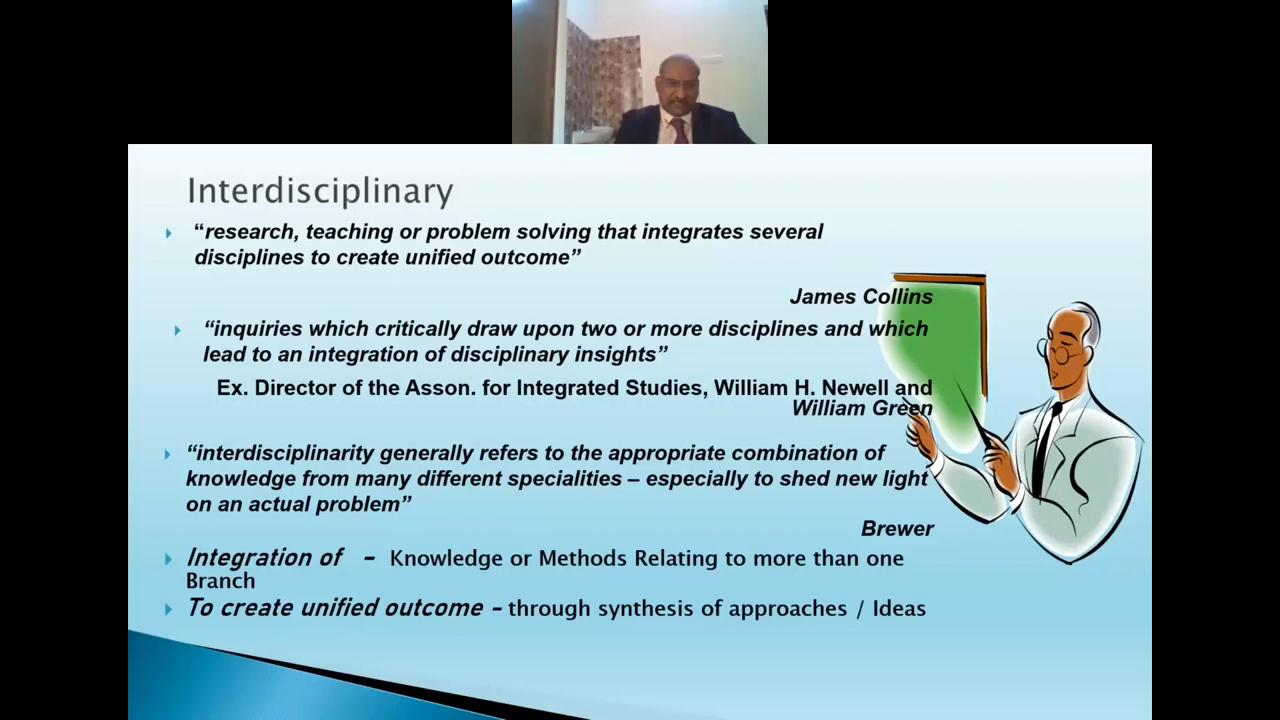 Interdisciplinary
“research, teaching or problem solving that integrates several
disciplines to create unified outcome”
James Collins
“inquiries which critically draw upon two or more disciplines and which
lead to an integration of disciplinary insights”
Ex. Director of the Asson. for Integrated Studies, William H. Newell and
William Green
“interdisciplinarity generally refers to the appropriate combination of
knowledge from many different specialities – especially to shed new light
on an actual problem”
Brewer
Integration of – Knowledge or Methods Relating to more than one
Branch
To create unified outcome – through synthesis of approaches / Ideas